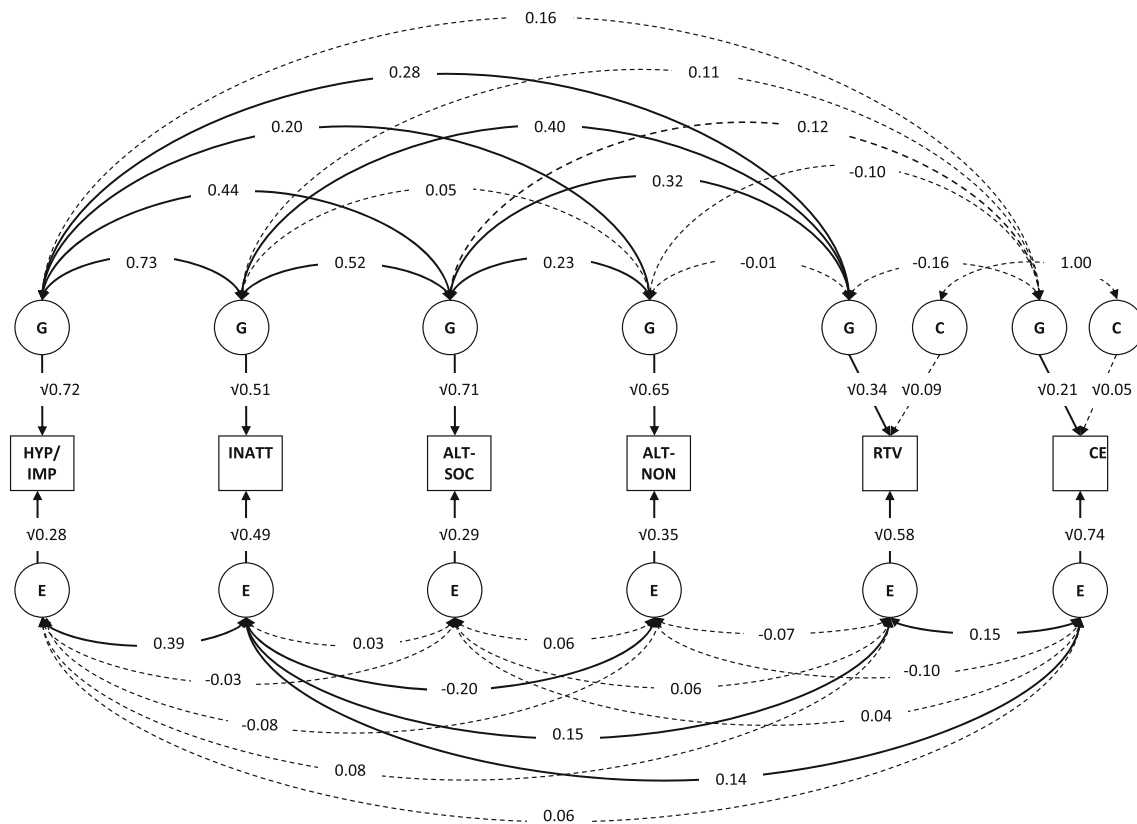 0.16
0.28 0.11
0.20 0.40 0.12
0.44 0.05 0.32 -0.10
0.73 0.52 0.23 -0.01 -0.16 1.00
G G G G G C G C
√0.72 √0.51 √0.71 √0.65 √0.34 √0.09 √0.21 √0.05
HYP/ INATT ALT- ALT- RTV CE
IMP SOC NON
√0.28 √0.49 √0.29 √0.35 √0.58 √0.74
E E E E E E
0.39 0.03 0.06 -0.07 0.15
-0.03 -0.20 0.06 -0.10
-0.08 0.15 0.04
0.08 0.14
0.06